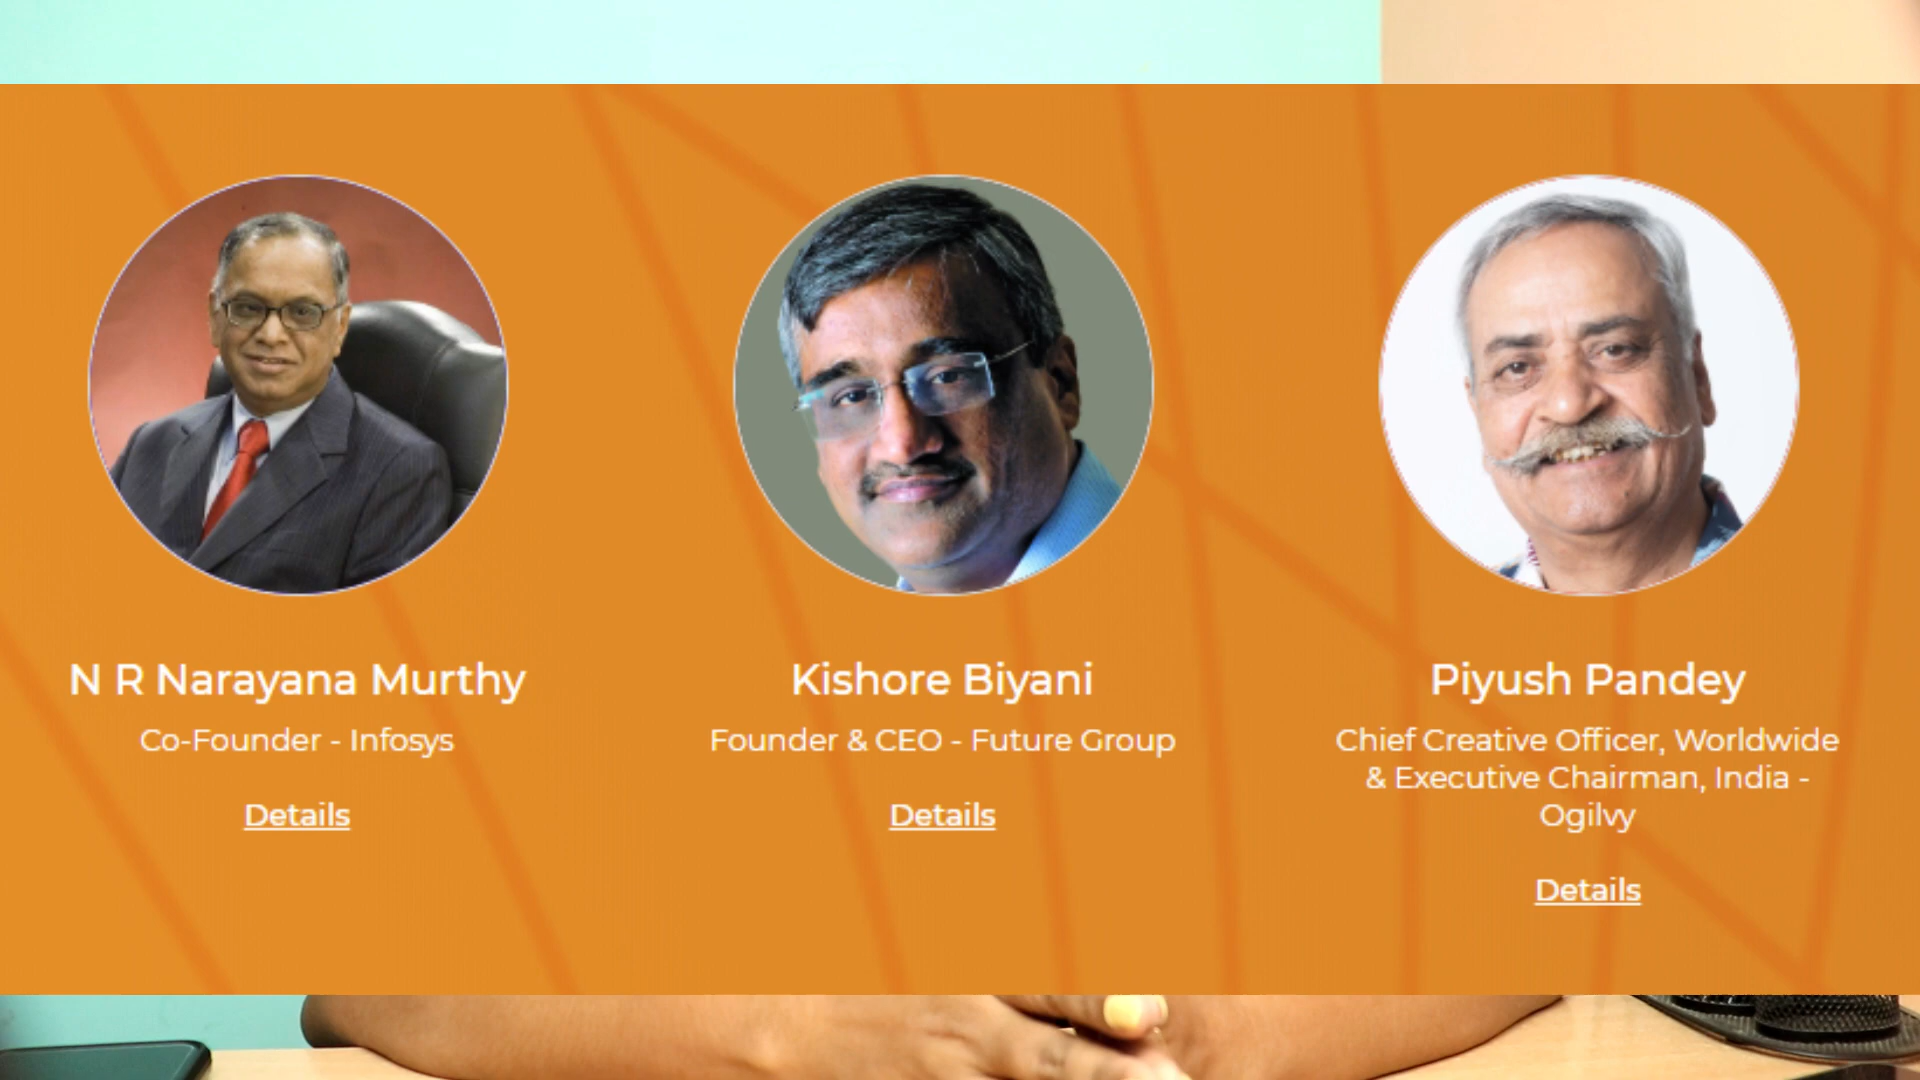 N R Narayana Murthy
Co-Founder - Infosys
Details
Kishore Biyani
Founder & CEO - Future Group
Details
Piyush Pandey
Chief Creative Officer, Worldwide
& Executive Chairman, India -
Ogilvy
Details